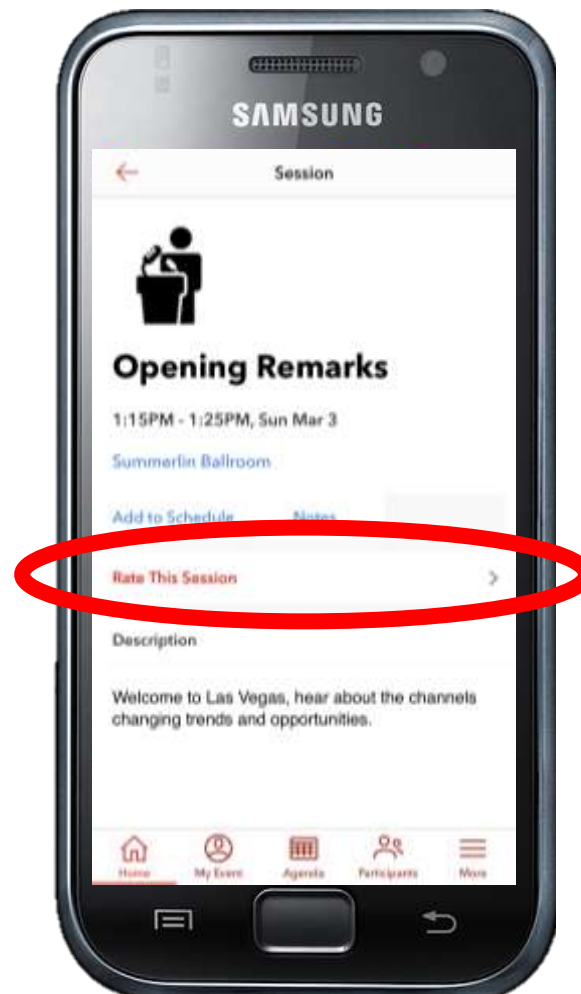 SAMSUNG
Session
Opening Remarks
1:15PM - 1:25PM, Sun Mar 3
Summerlin Ballroom
Add to Schedule Notes
Rate This Session
Description
Welcome to Las Vegas, hear about the channels
changing trends and opportunities.
Home My Event Agenda Participants More